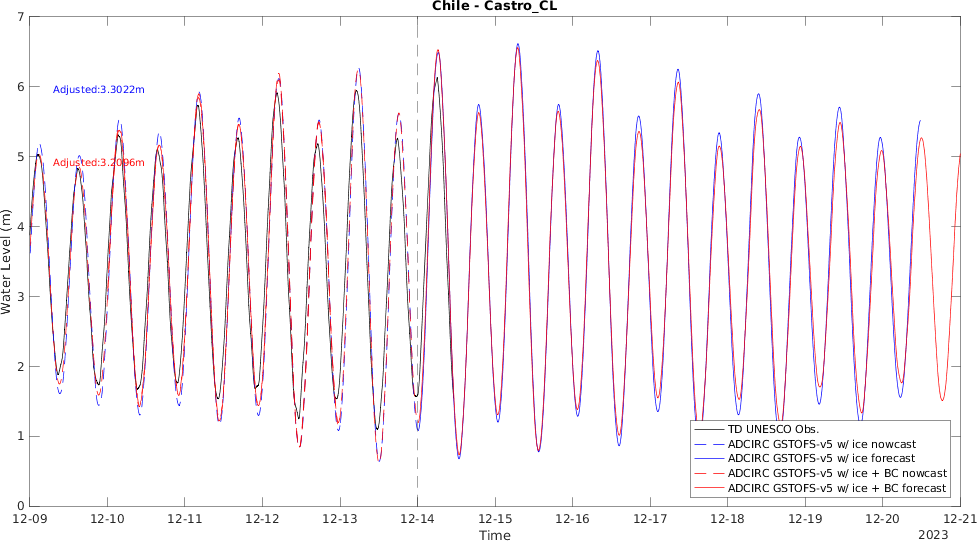 Chile - Castro_CL
7
6
5
4
3
2
1
0
Water Level (m)
Adjusted:3.3022m
Adjusted:3.2096m
TD UNESCO Obs.
ADCIRC GSTOFS-v5 w/ ice nowcast
ADCIRC GSTOFS-v5 w/ ice forecast
ADCIRC GSTOFS-v5 w/ ice + BC nowcast
ADCIRC GSTOFS-v5 w/ ice + BC forecast
12-09 12-10 12-11 12-12 12-13 12-14 12-15 12-16 12-17 12-18 12-19 12-20 12-21
Time
2023